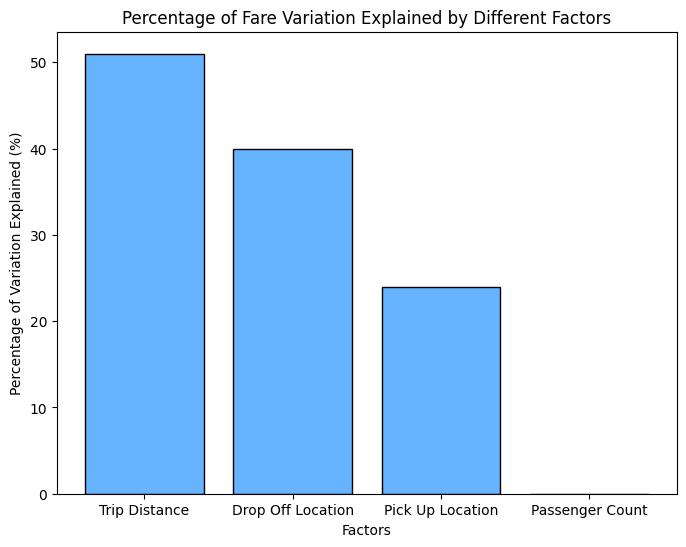 Percentage of Fare Variation Explained by Different Factors
Percentage of Variation Explained (%)
50
40
30
20
10
0
Trip Distance
Drop Off Location
Pick Up Location
Passenger Count
Factors